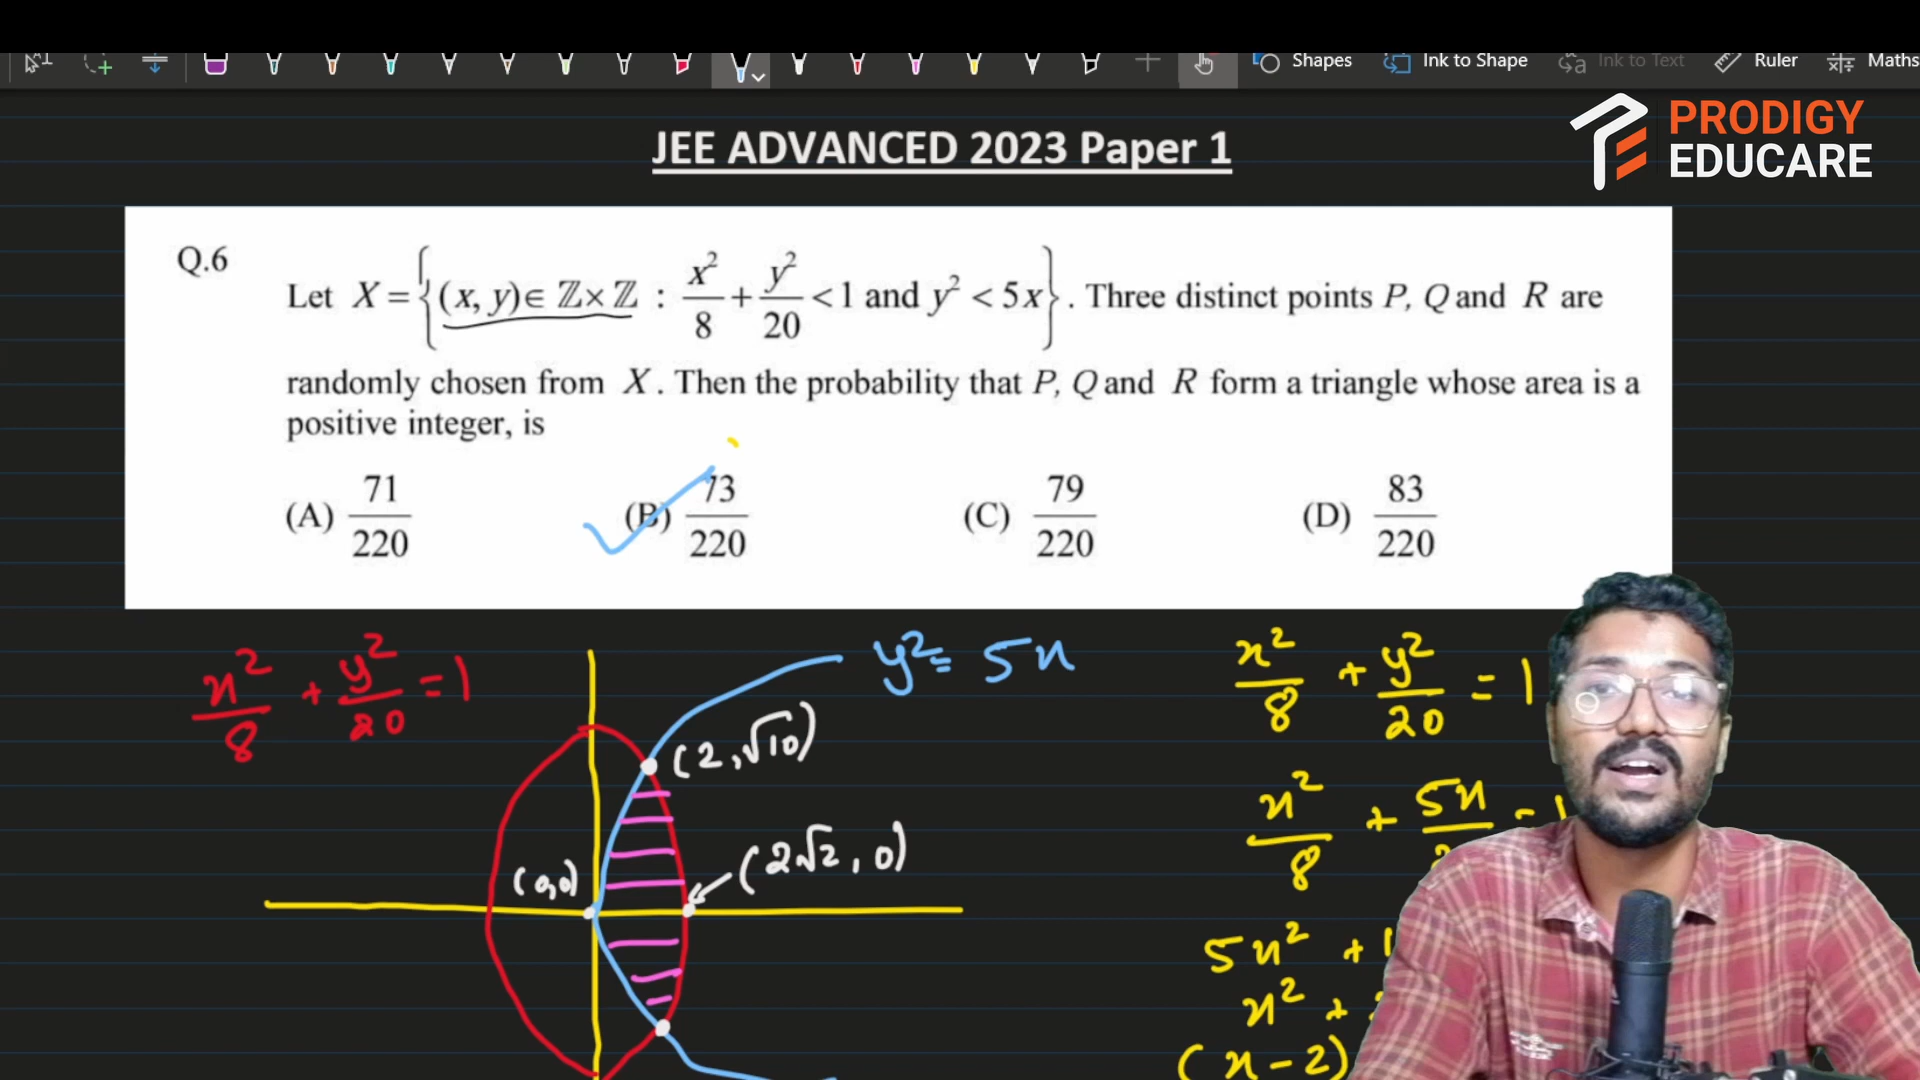 Shapes Ink to Shape Ink to Text Ruler Maths
PRODIGY
EDUCARE
JEE ADVANCED 2023 Paper 1
Q.6
Let X = {(x, y) ∈ ℤ × ℤ : x²/8 + y²/20 < 1 and y² < 5x}. Three distinct points P, Q and R are
randomly chosen from X. Then the probability that P, Q and R form a triangle whose area is a
positive integer, is
(A) 71/220 (B) 73/220 (C) 79/220 (D) 83/220
x²/8 + y²/20 = 1
y² = 5x
x²/8 + y²/20 = 1
(2, √10)
x²/8 + 5x
(2√2, 0)
(0,0)
5x² + 1
x² +
(x - 2)